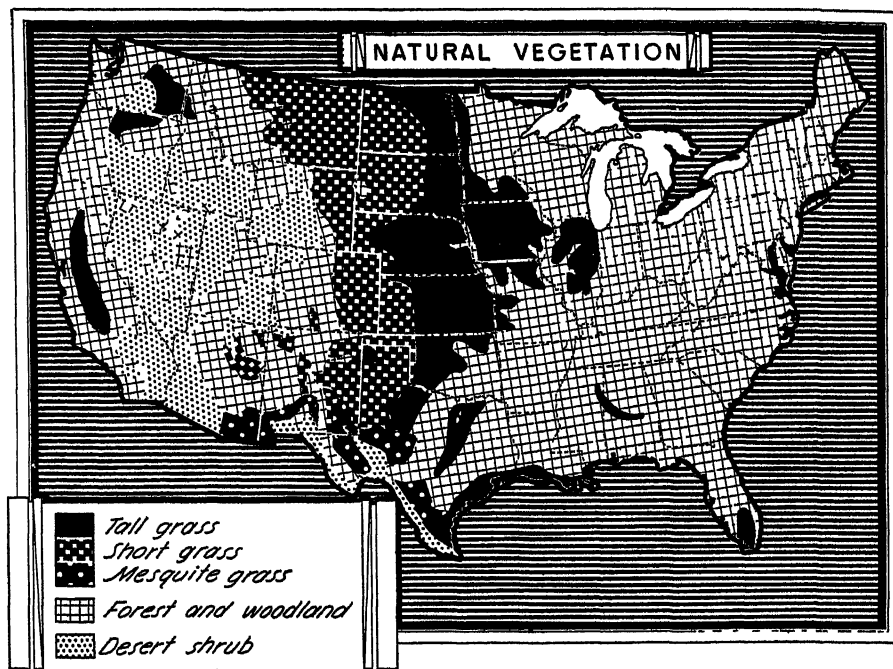 NATURAL VEGETATION
Tall grass
Short grass
Mesquite grass
Forest and woodland
Desert shrub